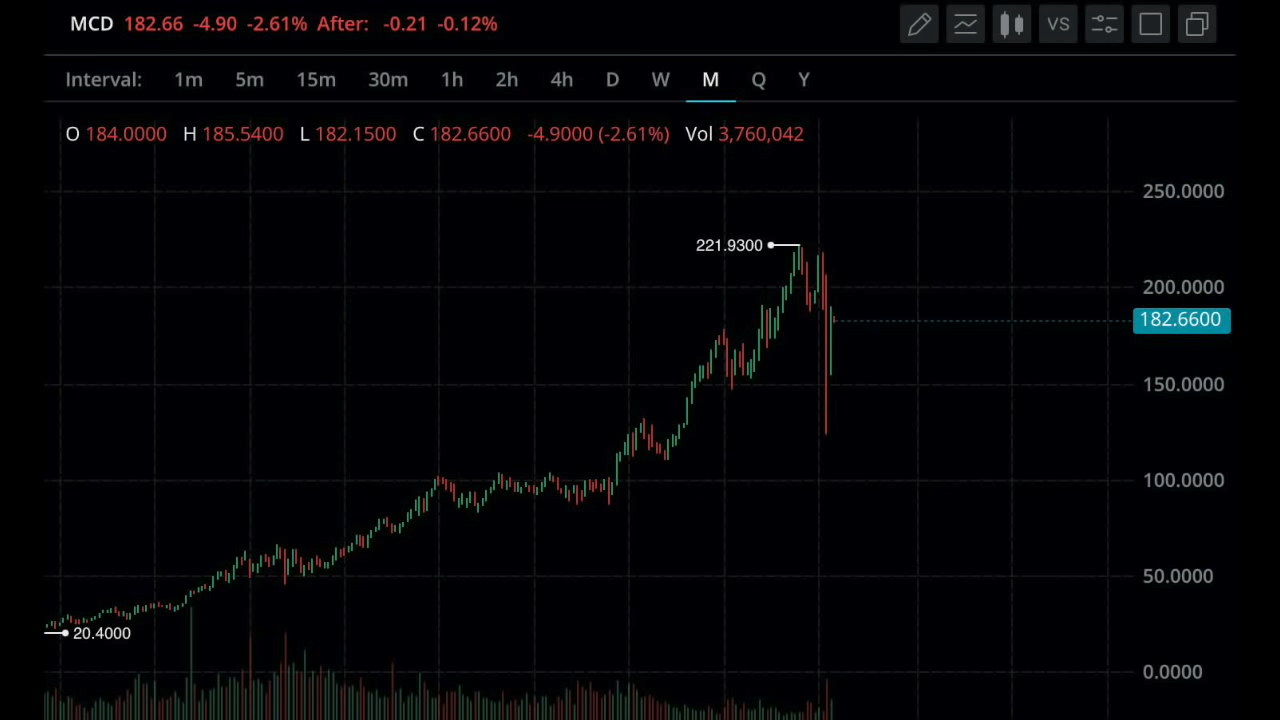 MCD 182.66 -4.90 -2.61% After: -0.21 -0.12%
VS
Interval: 1m 5m 15m 30m 1h 2h 4h D W M Q Y
O 184.0000 H 185.5400 L 182.1500 C 182.6600 -4.9000 (-2.61%) Vol 3,760,042
250.0000
221.9300
200.0000
182.6600
150.0000
100.0000
50.0000
20.4000
0.0000